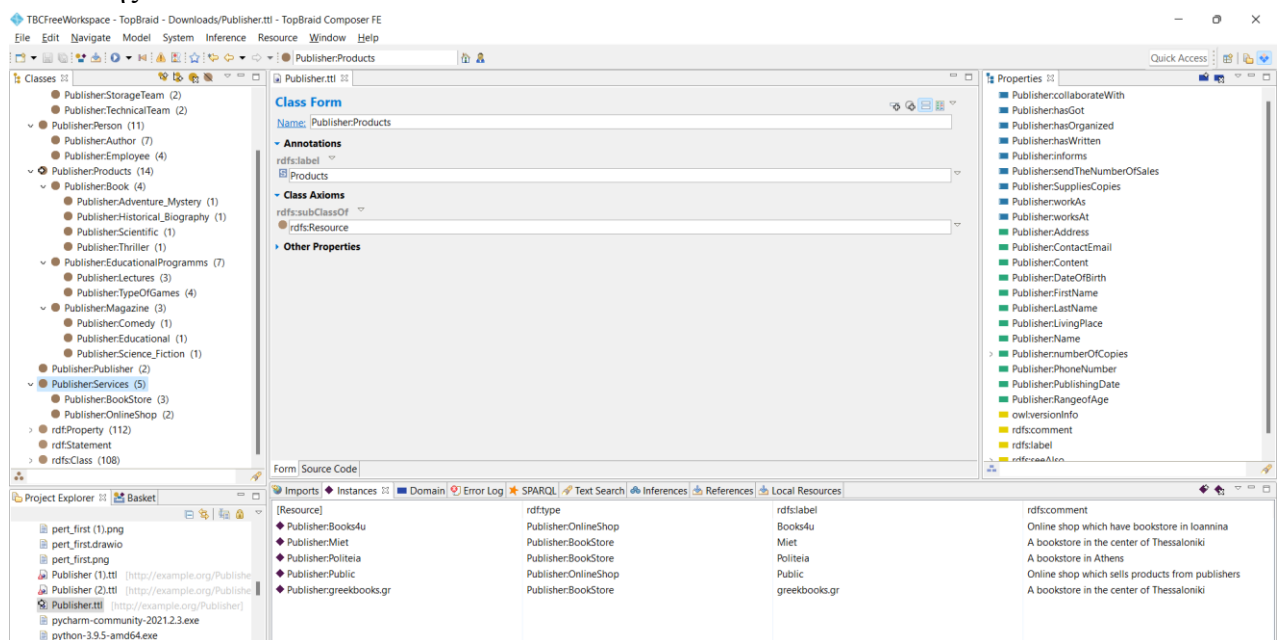 TBCFreeWorkspace - TopBraid - Downloads/Publisher.ttl - TopBraid Composer FE
File Edit Navigate Model System Inference Resource Window Help
Publisher:Products
Quick Access
Classes
Publisher:StorageTeam (2)
Publisher:TechnicalTeam (2)
Publisher:Person (11)
Publisher:Author (7)
Publisher:Employee (4)
Publisher:Products (14)
Publisher:Book (4)
Publisher:Adventure_Mystery (1)
Publisher:Historical_Biography (1)
Publisher:Scientific (1)
Publisher:Thriller (1)
Publisher:EducationalProgramms (7)
Publisher:Lectures (3)
Publisher:TypeOfGames (4)
Publisher:Magazine (3)
Publisher:Comedy (1)
Publisher:Educational (1)
Publisher:Science_Fiction (1)
Publisher:Publisher (2)
Publisher:Services (5)
Publisher:BookStore (3)
Publisher:OnlineShop (2)
rdf:Property (112)
rdf:Statement
rdfs:Class (108)
Publisher.ttl
Class Form
Name: Publisher:Products
Annotations
rdfs:label
Products
Class Axioms
rdfs:subClassOf
rdfs:Resource
Other Properties
Form Source Code
Properties
Publisher:collaborateWith
Publisher:hasGot
Publisher:hasOrganized
Publisher:hasWritten
Publisher:informs
Publisher:sendTheNumberOfSales
Publisher:SuppliesCopies
Publisher:workAs
Publisher:worksAt
Publisher:Address
Publisher:ContactEmail
Publisher:Content
Publisher:DateOfBirth
Publisher:FirstName
Publisher:LastName
Publisher:LivingPlace
Publisher:Name
Publisher:numberOfCopies
Publisher:PhoneNumber
Publisher:PublishingDate
Publisher:RangeofAge
owl:versionInfo
rdfs:comment
rdfs:label
rdfs:seeAlso
Project Explorer Basket
pert_first (1).png
pert_first.drawio
pert_first.png
Publisher (1).ttl [http://example.org/Publishe
Publisher (2).ttl [http://example.org/Publishe
Publisher.ttl [http://example.org/Publisher]
pycharm-community-2021.2.3.exe
python-3.9.5-amd64.exe
Imports Instances Domain Error Log SPARQL Text Search Inferences References Local Resources
[Resource] rdf:type rdfs:label rdfs:comment
Publisher:Books4u Publisher:OnlineShop Books4u Online shop which have bookstore in Ioannina
Publisher:Miet Publisher:BookStore Miet A bookstore in the center of Thessaloniki
Publisher:Politeia Publisher:BookStore Politeia A bookstore in Athens
Publisher:Public Publisher:OnlineShop Public Online shop which sells products from publishers
Publisher:greekbooks.gr Publisher:BookStore greekbooks.gr A bookstore in the center of Thessaloniki